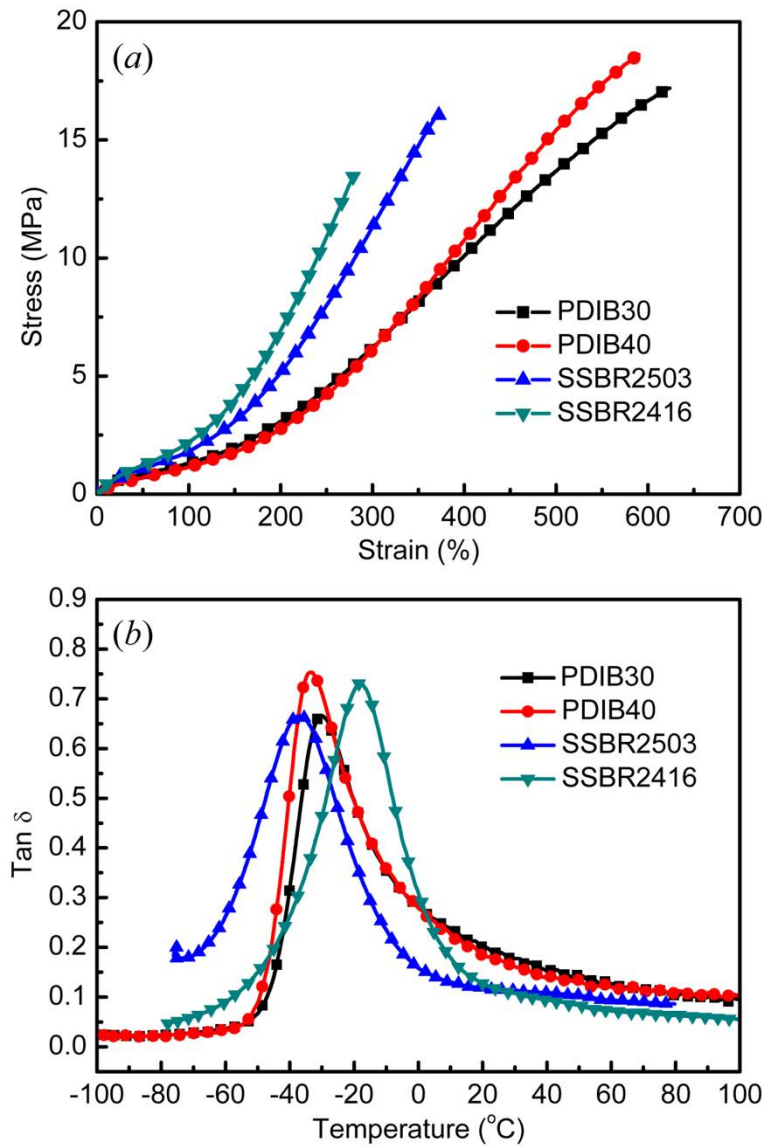 (a)
20
15
10
5
0
Stress (MPa)
PDIB30
PDIB40
SSBR2503
SSBR2416
0 100 200 300 400 500 600 700
Strain (%)
(b)
0.9
0.8
0.7
0.6
0.5
0.4
0.3
0.2
0.1
0.0
Tan δ
PDIB30
PDIB40
SSBR2503
SSBR2416
-100 -80 -60 -40 -20 0 20 40 60 80 100
Temperature (°C)